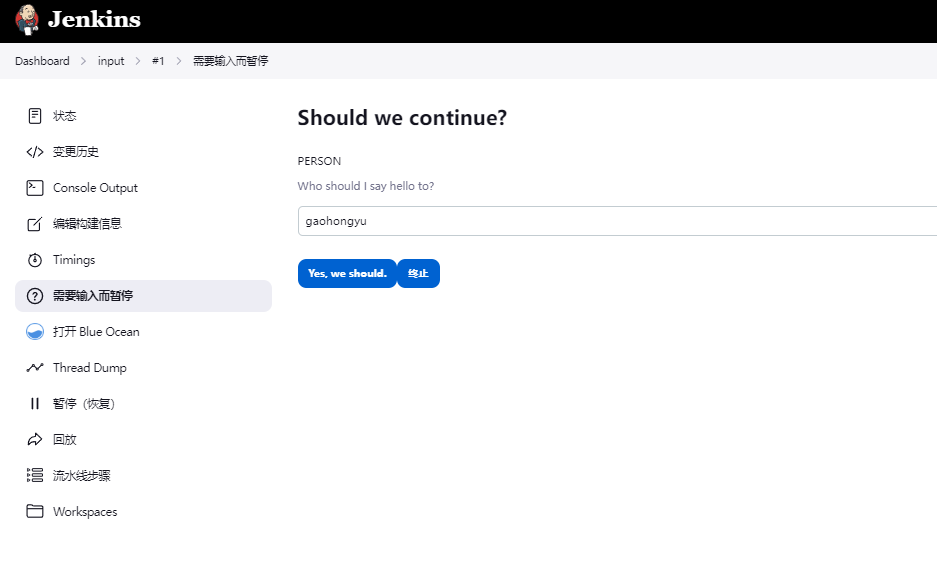 Jenkins
Dashboard > input > #1 > 需要输入而暂停
状态
变更历史
Console Output
编辑构建信息
Timings
需要输入而暂停
打开 Blue Ocean
Thread Dump
暂停（恢复）
回放
流水线步骤
Workspaces
Should we continue?
PERSON
Who should I say hello to?
gaohongyu
Yes, we should. 终止